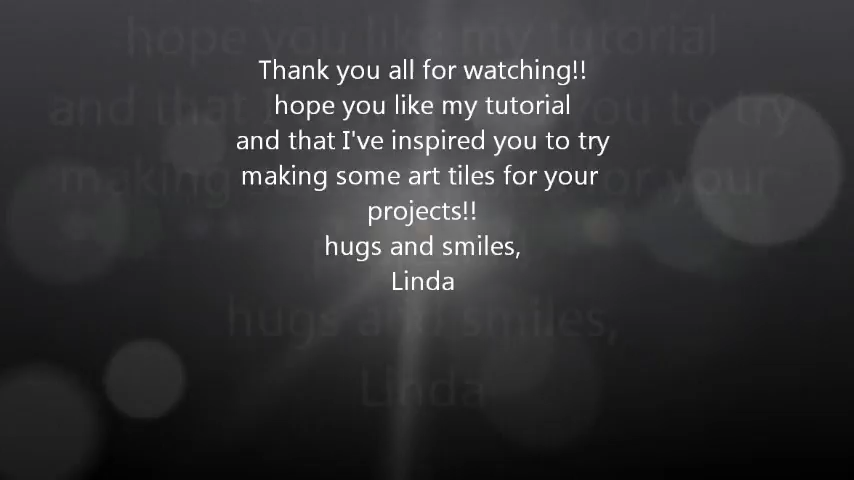 Thank you all for watching!!
hope you like my tutorial
and that I've inspired you to try
making some art tiles for your
projects!!
hugs and smiles,
Linda